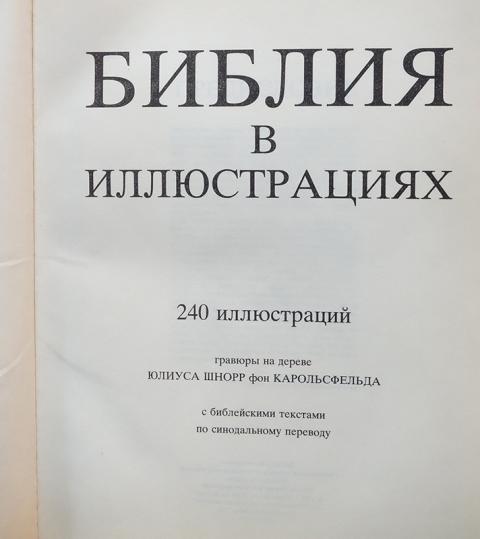 БИБЛИЯ
В
ИЛЛЮСТРАЦИЯХ
240 иллюстраций
гравюры на дереве
ЮЛИУСА ШНОРР фон КАРОЛЬСФЕЛЬДА
с библейскими текстами
по синодальному переводу